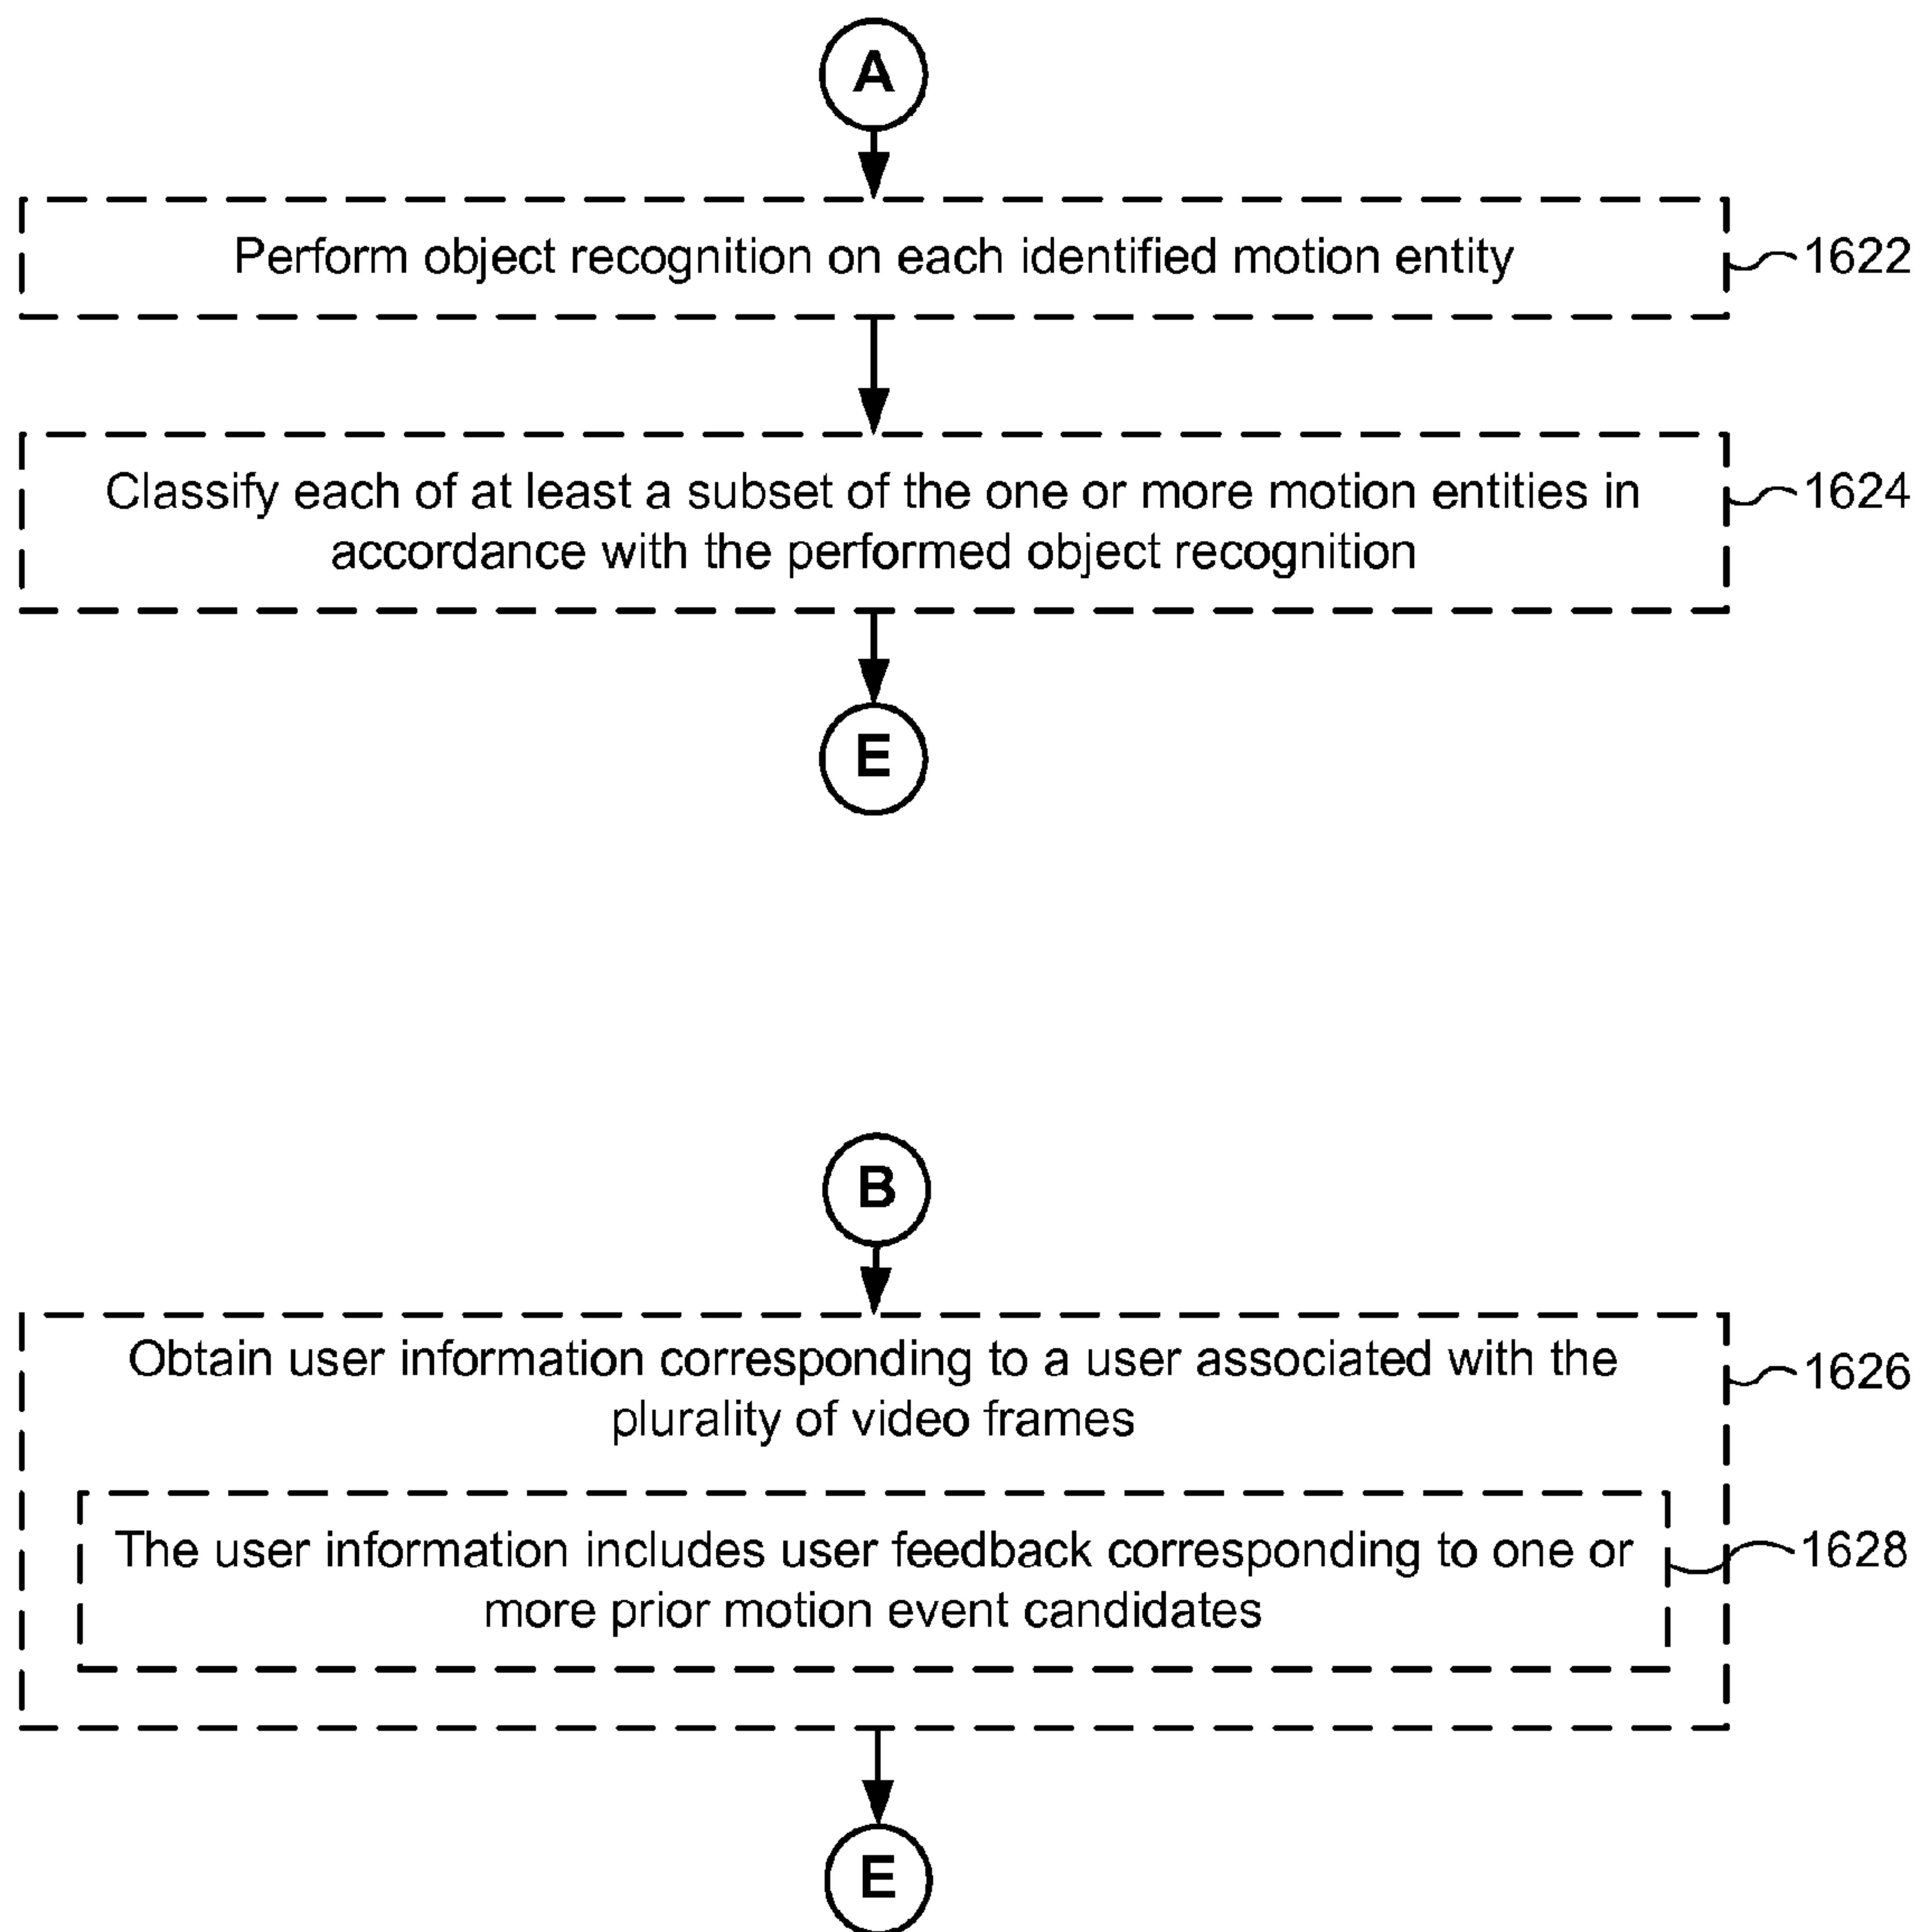 A
Perform object recognition on each identified motion entity
1622
Classify each of at least a subset of the one or more motion entities in
accordance with the performed object recognition
1624
E
B
Obtain user information corresponding to a user associated with the
plurality of video frames
1626
The user information includes user feedback corresponding to one or
more prior motion event candidates
1628
E